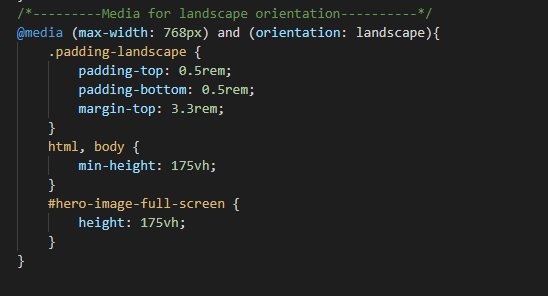 /*---------Media for landscape orientation----------*/
@media (max-width: 768px) and (orientation: landscape){
    .padding-landscape {
        padding-top: 0.5rem;
        padding-bottom: 0.5rem;
        margin-top: 3.3rem;
    }
    html, body {
        min-height: 175vh;
    }
    #hero-image-full-screen {
        height: 175vh;
    }
}